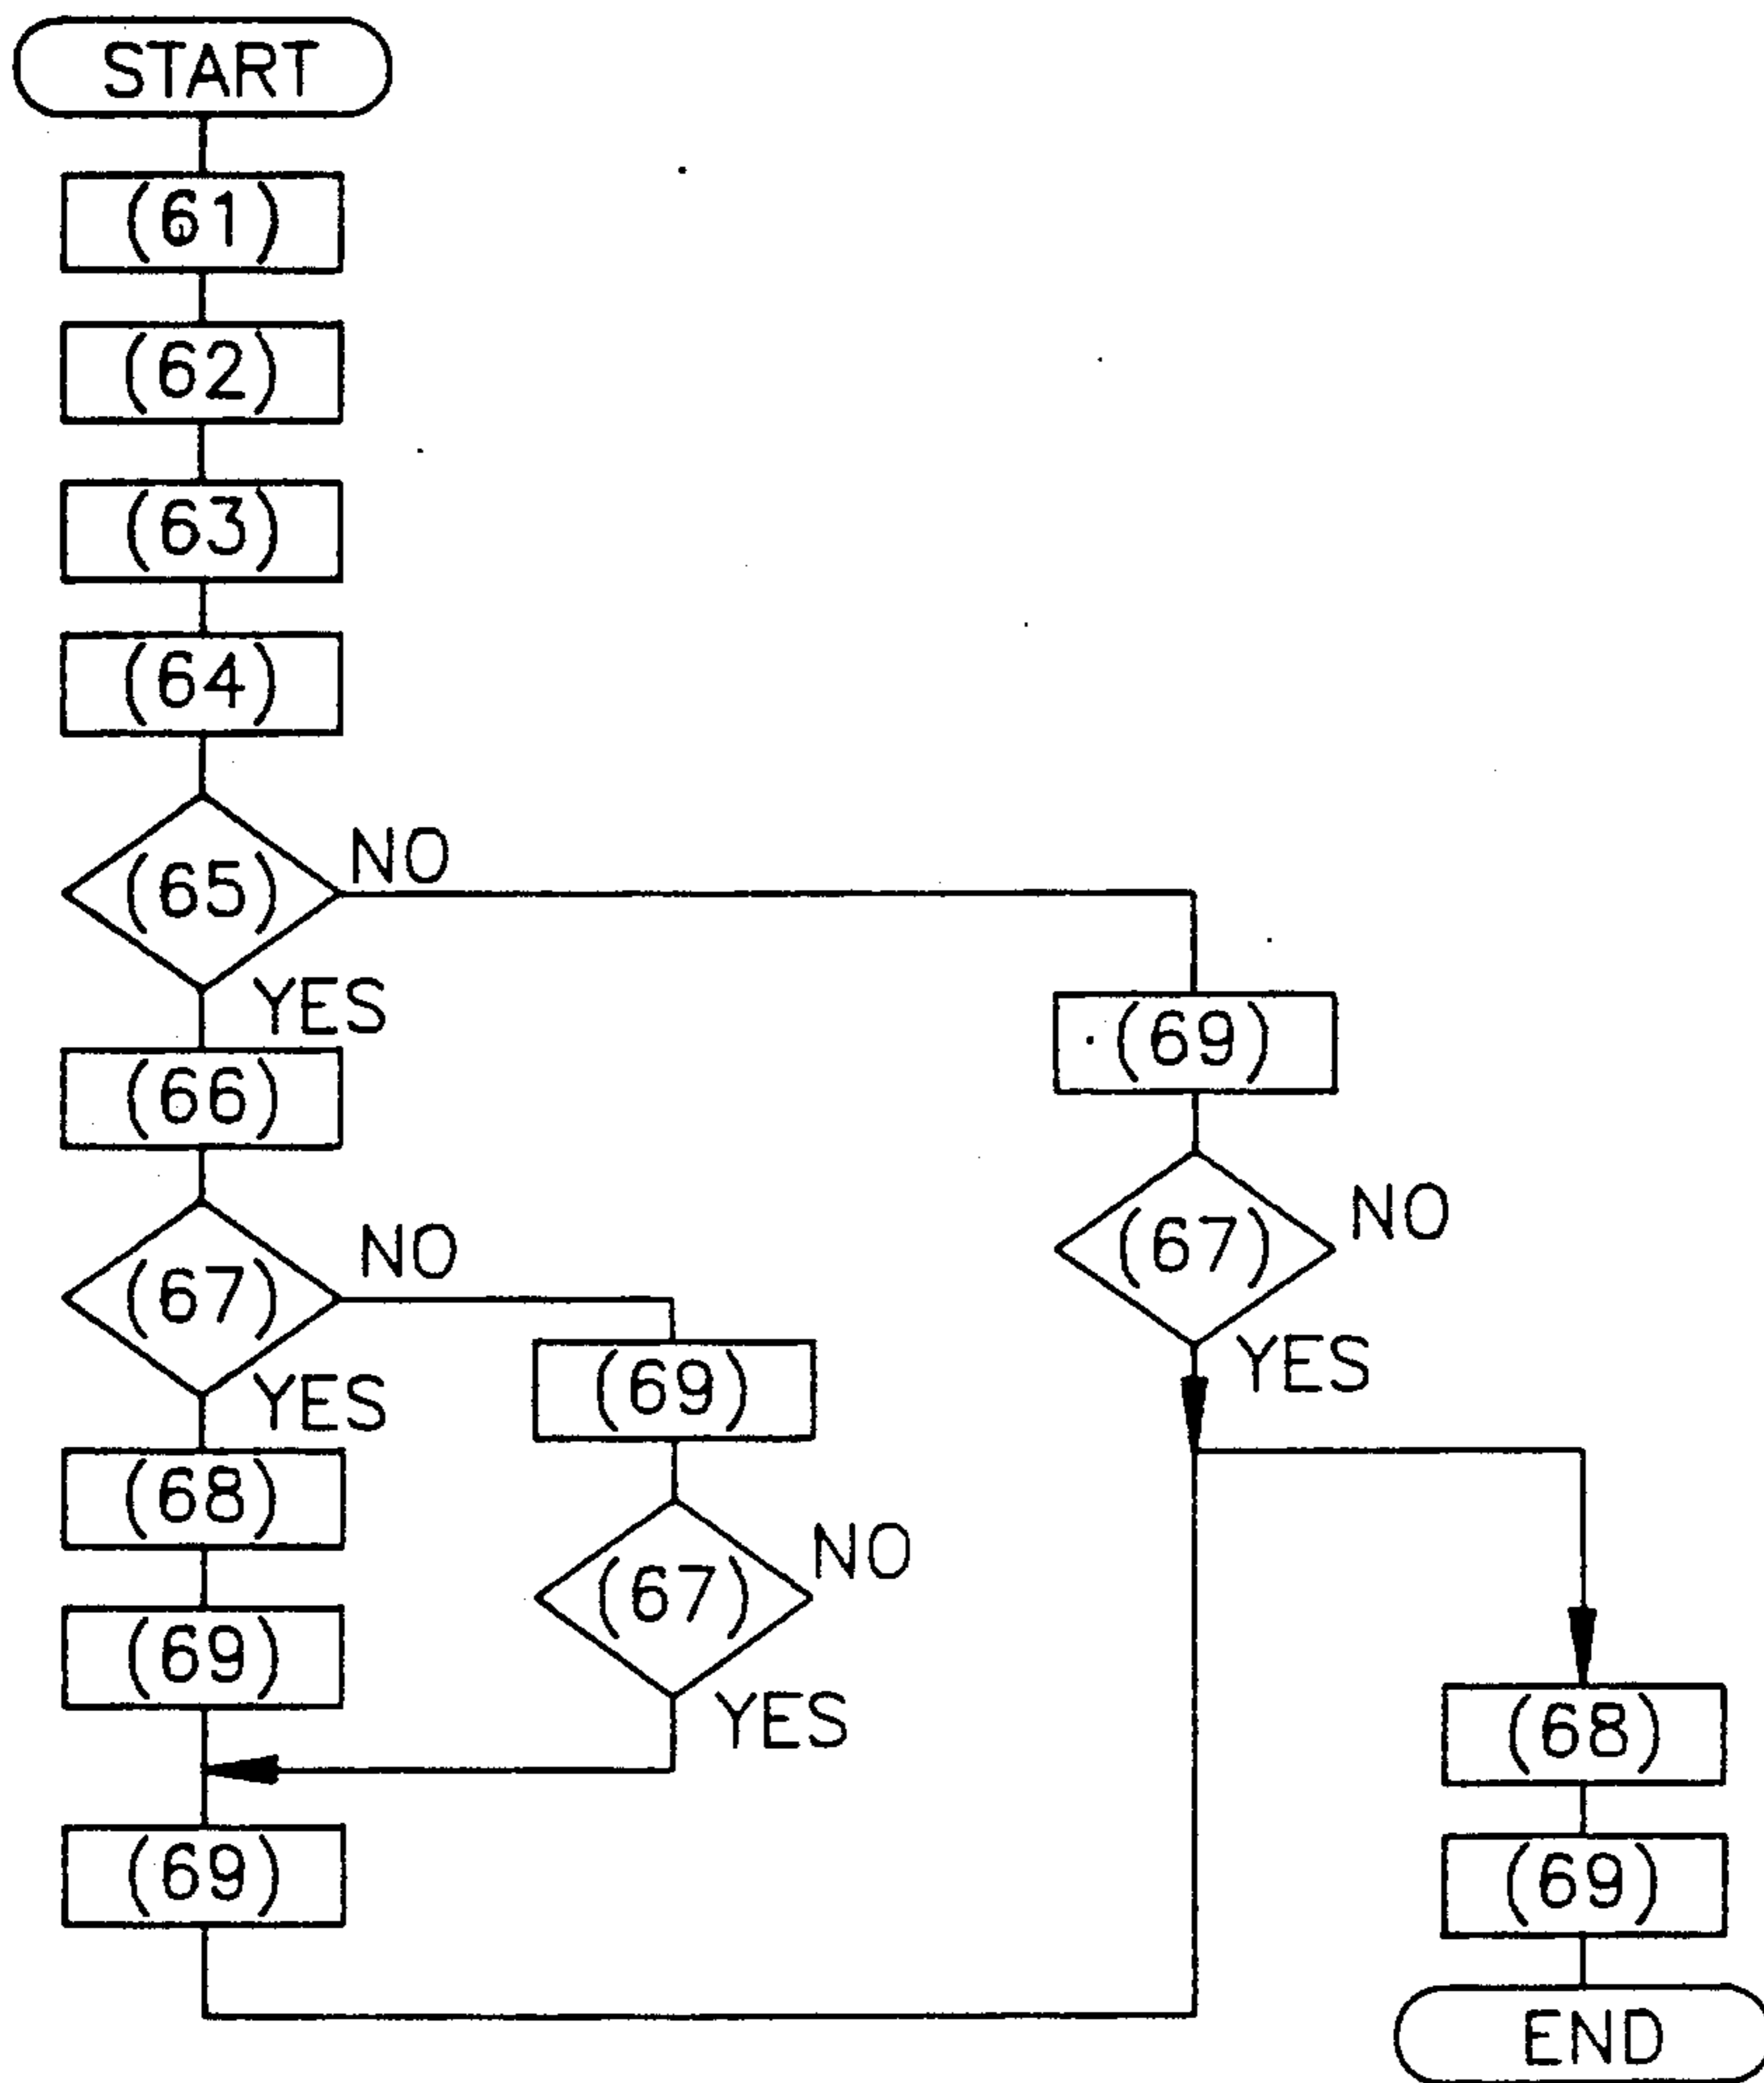 START
(61)
(62)
(63)
(64)
(65)
NO
YES
(66)
(67)
NO
YES
(68)
(69)
(69)
(67)
NO
YES
(69)
(69)
(67)
NO
YES
(68)
(69)
END